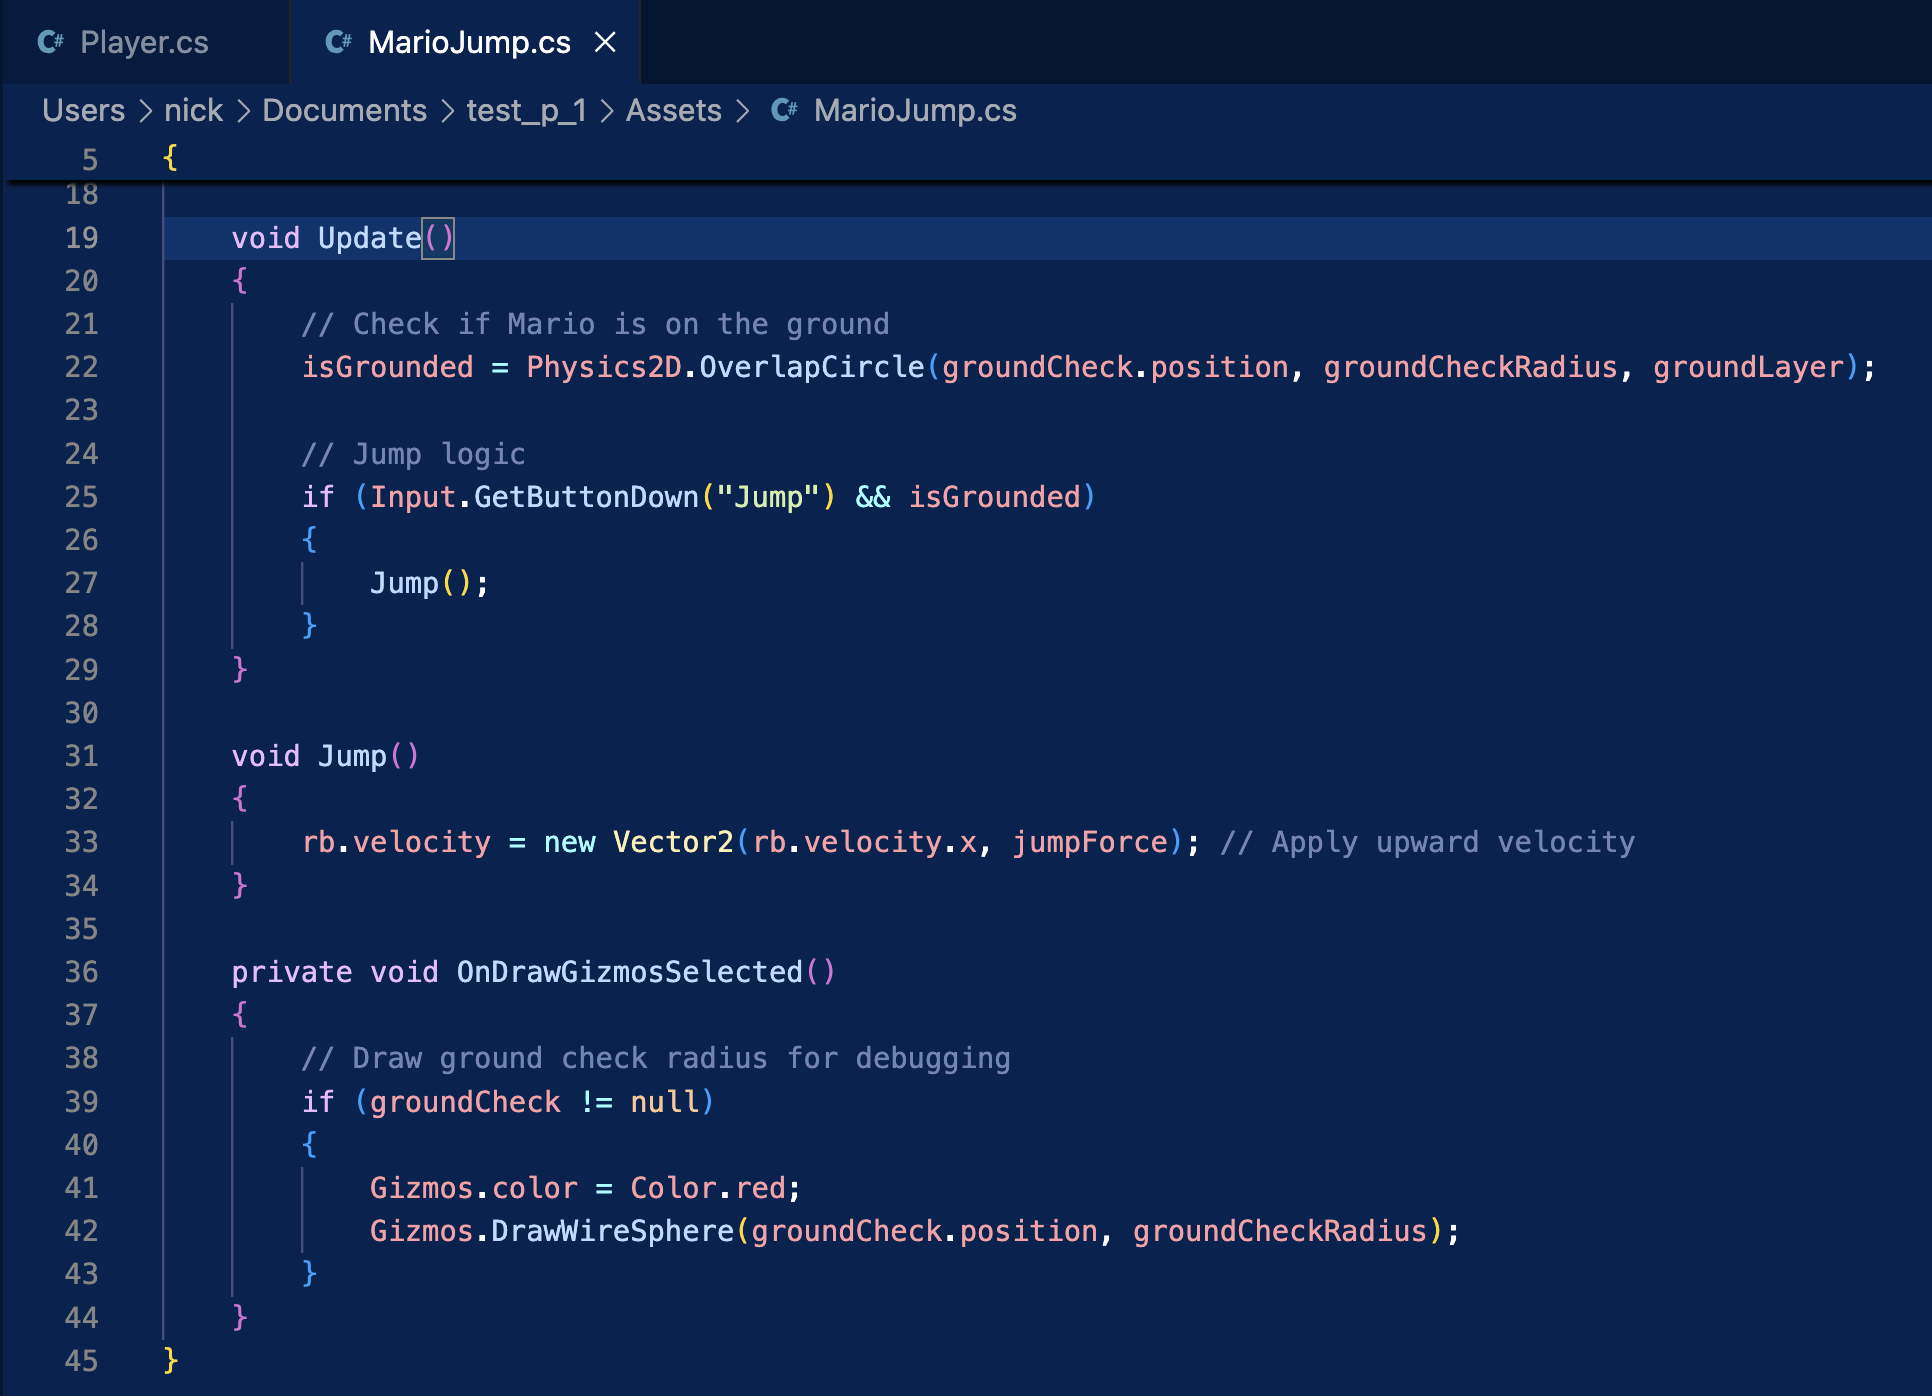 C# Player.cs
C# MarioJump.cs
Users > nick > Documents > test_p_1 > Assets > C# MarioJump.cs
5 {
18
19 void Update()
20 {
21 // Check if Mario is on the ground
22 isGrounded = Physics2D.OverlapCircle(groundCheck.position, groundCheckRadius, groundLayer);
23
24 // Jump logic
25 if (Input.GetButtonDown("Jump") && isGrounded)
26 {
27 Jump();
28 }
29 }
30
31 void Jump()
32 {
33 rb.velocity = new Vector2(rb.velocity.x, jumpForce); // Apply upward velocity
34 }
35
36 private void OnDrawGizmosSelected()
37 {
38 // Draw ground check radius for debugging
39 if (groundCheck != null)
40 {
41 Gizmos.color = Color.red;
42 Gizmos.DrawWireSphere(groundCheck.position, groundCheckRadius);
43 }
44 }
45 }